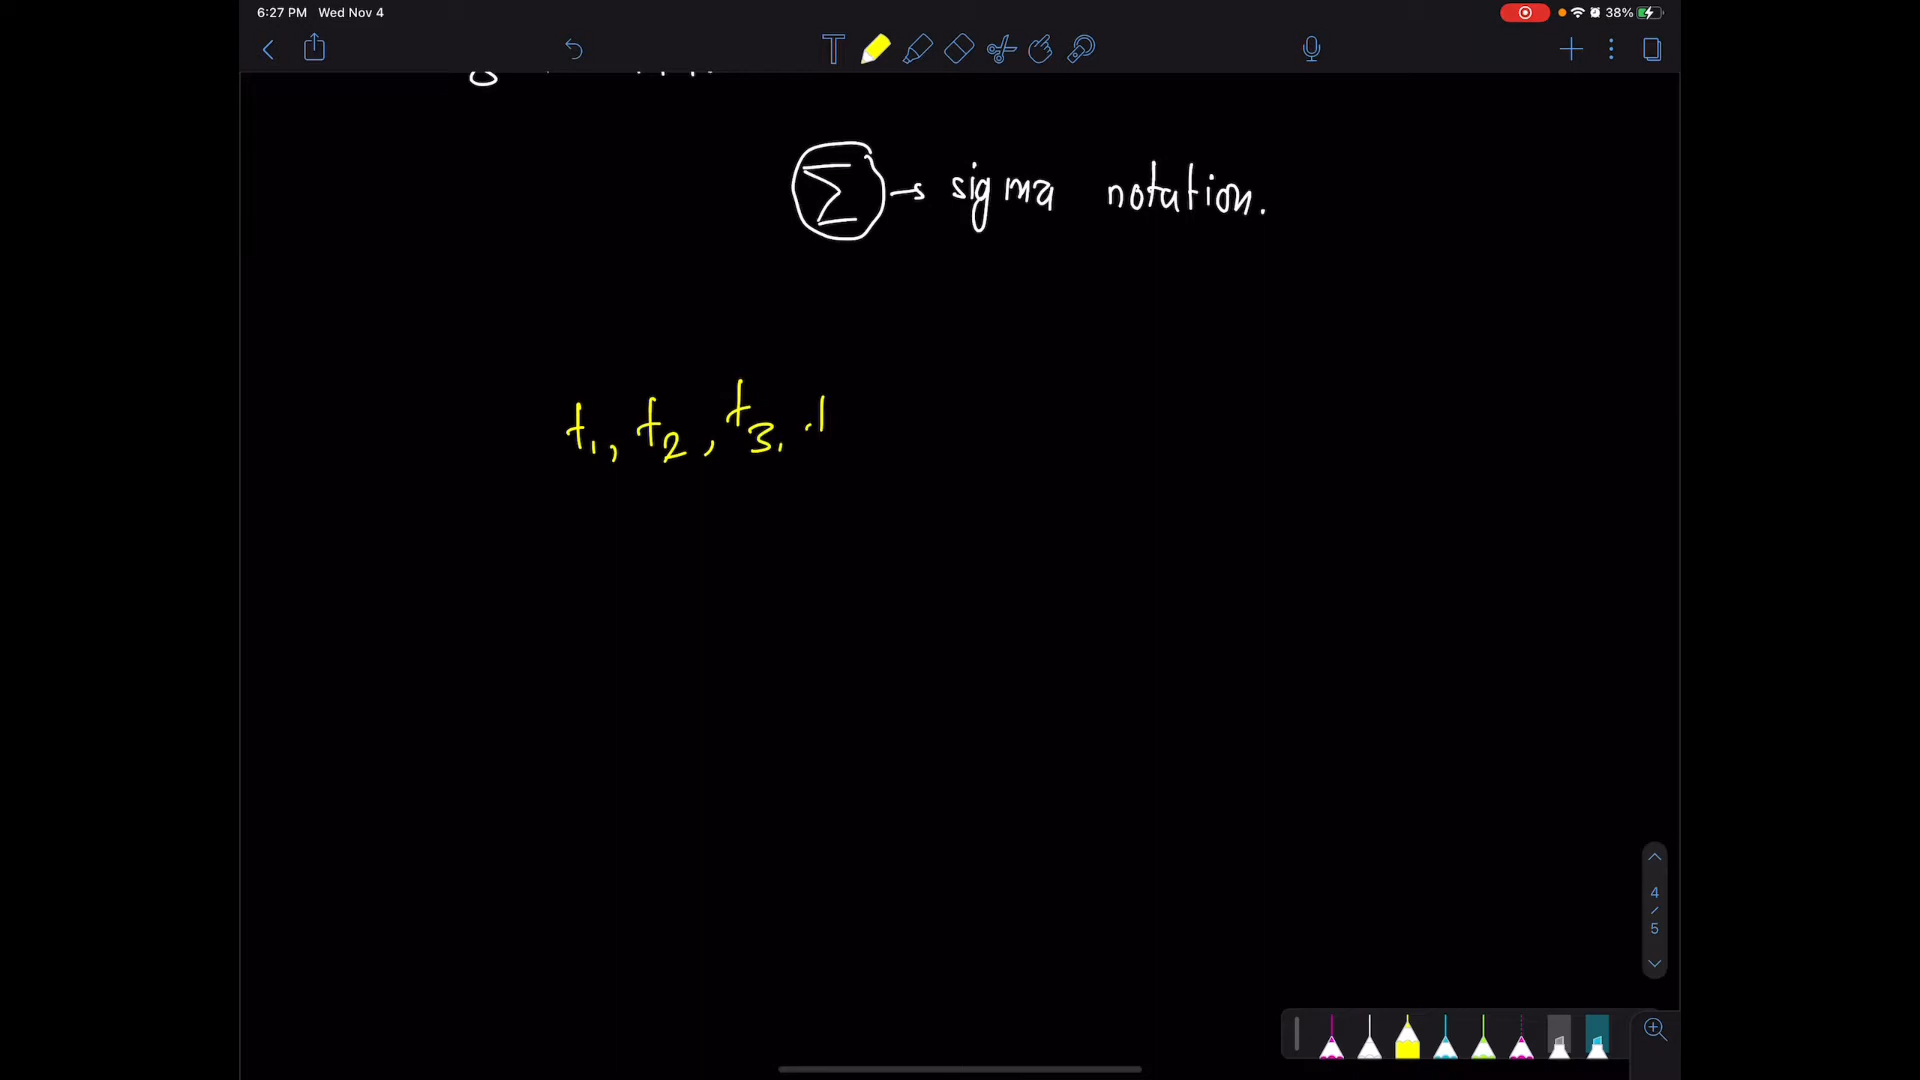 6:27 PM Wed Nov 4
38%
T
Σ → sigma notation.
t₁, t₂, t₃, .
4
/
5